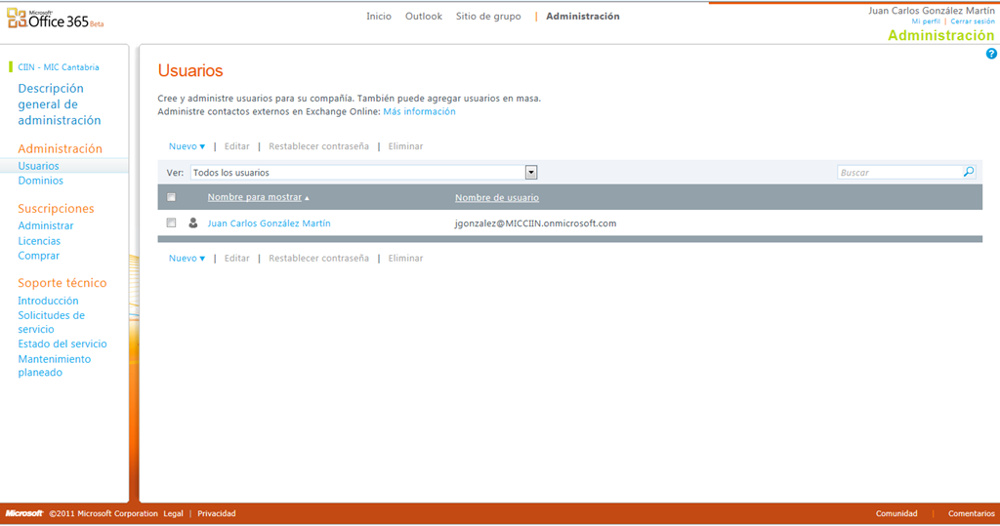 Microsoft Office 365 Beta
Inicio Outlook Sitio de grupo | Administración
Juan Carlos González Martín
Mi perfil | Cerrar sesión
Administración
CIIN - MIC Cantabria
Descripción
general de
administración
Administración
Usuarios
Dominios
Suscripciones
Administrar
Licencias
Comprar
Soporte técnico
Introducción
Solicitudes de
servicio
Estado del servicio
Mantenimiento
planeado
?
Usuarios
Cree y administre usuarios para su compañía. También puede agregar usuarios en masa.
Administre contactos externos en Exchange Online: Más información
Nuevo | Editar | Restablecer contraseña | Eliminar
Ver: Todos los usuarios Buscar
Nombre para mostrar Nombre de usuario
Juan Carlos González Martín jgonzalez@MICCIIN.onmicrosoft.com
Nuevo | Editar | Restablecer contraseña | Eliminar
Microsoft ©2011 Microsoft Corporation Legal | Privacidad Comunidad | Comentarios